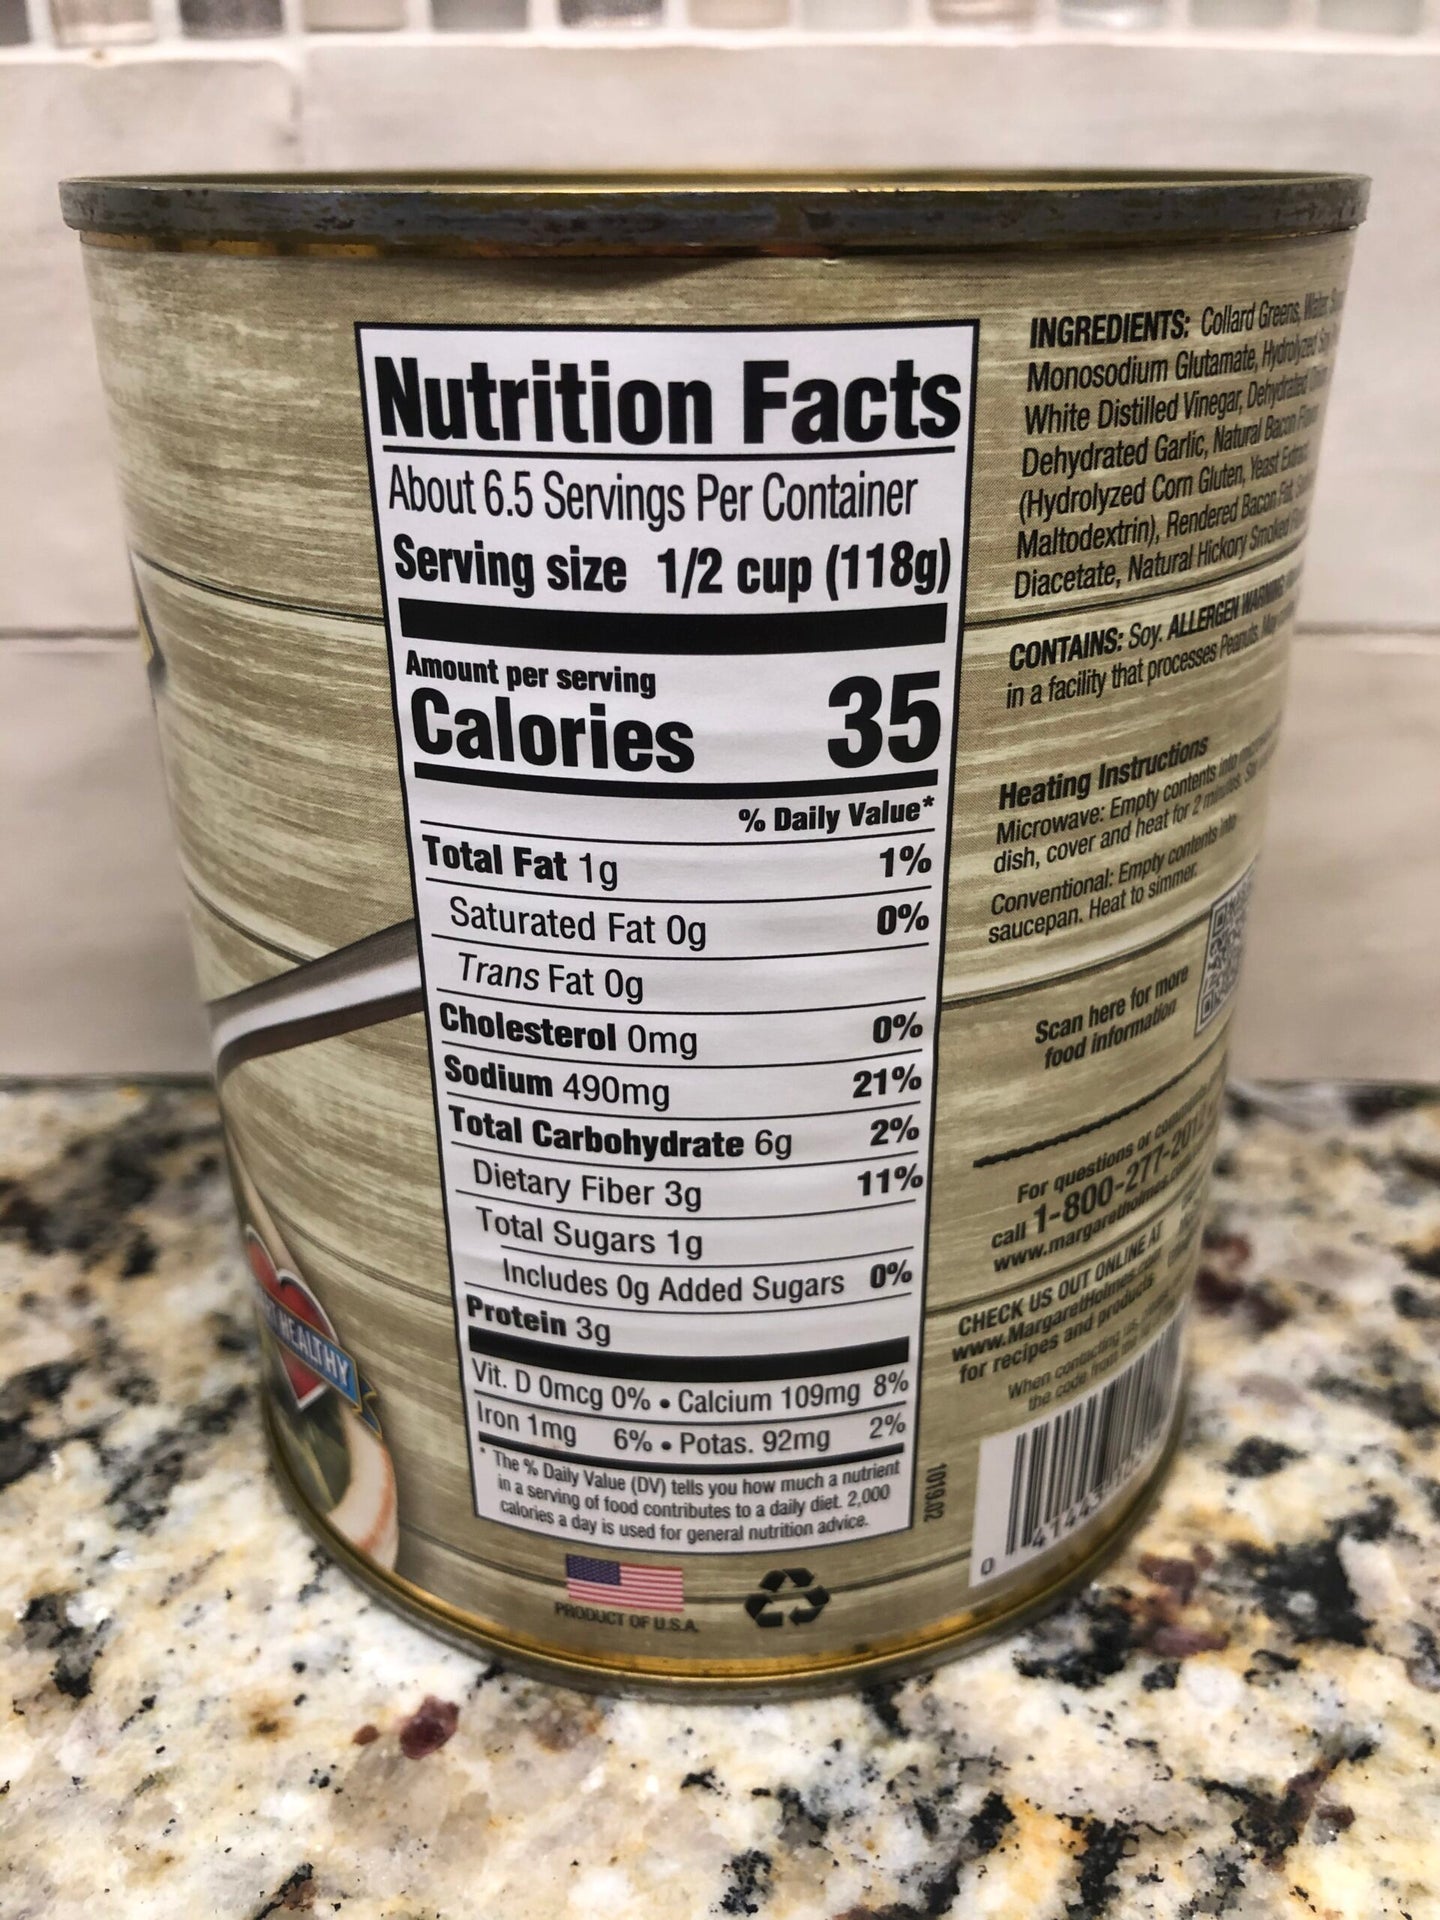 Nutrition Facts
About 6.5 Servings Per Container
Serving size 1/2 cup (118g)
Amount per serving
Calories 35
% Daily Value*
Total Fat 1g 1%
Saturated Fat 0g 0%
Trans Fat 0g
Cholesterol 0mg 0%
Sodium 490mg 21%
Total Carbohydrate 6g 2%
Dietary Fiber 3g 11%
Total Sugars 1g
Includes 0g Added Sugars 0%
Protein 3g
Vit. D 0mcg 0% • Calcium 109mg 8%
Iron 1mg 6% • Potas. 92mg 2%
* The % Daily Value (DV) tells you how much a nutrient
in a serving of food contributes to a daily diet. 2,000
calories a day is used for general nutrition advice.
1019.02
PRODUCT OF U.S.A.
HEALTHY
INGREDIENTS: Collard Greens, Water,
Monosodium Glutamate, Hydrolyzed Soy
White Distilled Vinegar, Dehydrated
Dehydrated Garlic, Natural Bacon
(Hydrolyzed Corn Gluten, Yeast Extract
Maltodextrin), Rendered Bacon Fat,
Diacetate, Natural Hickory Smoked
CONTAINS: Soy. ALLERGEN WARNING:
in a facility that processes Peanuts. May
Heating Instructions
Microwave: Empty contents into
dish, cover and heat for 2 minutes.
Conventional: Empty contents into
saucepan. Heat to simmer.
Scan here for more
food information
For questions or
call 1-800-277-2012
www.margaretholmes.com
CHECK US OUT ONLINE AT
www.MargaretHolmes.com
for recipes and products
When contacting us
the code from the
0 41443